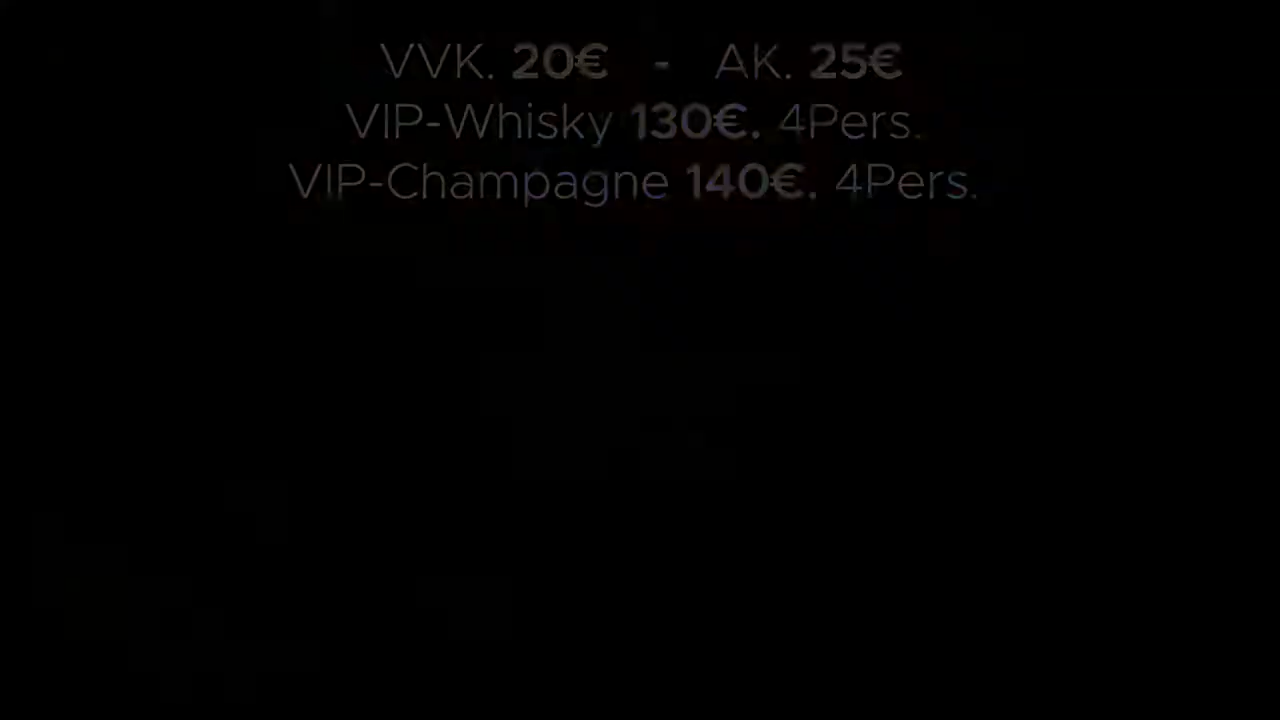 VVK. 20€ - AK. 25€
VIP-Whisky 130€. 4Pers.
VIP-Champagne 140€. 4Pers.